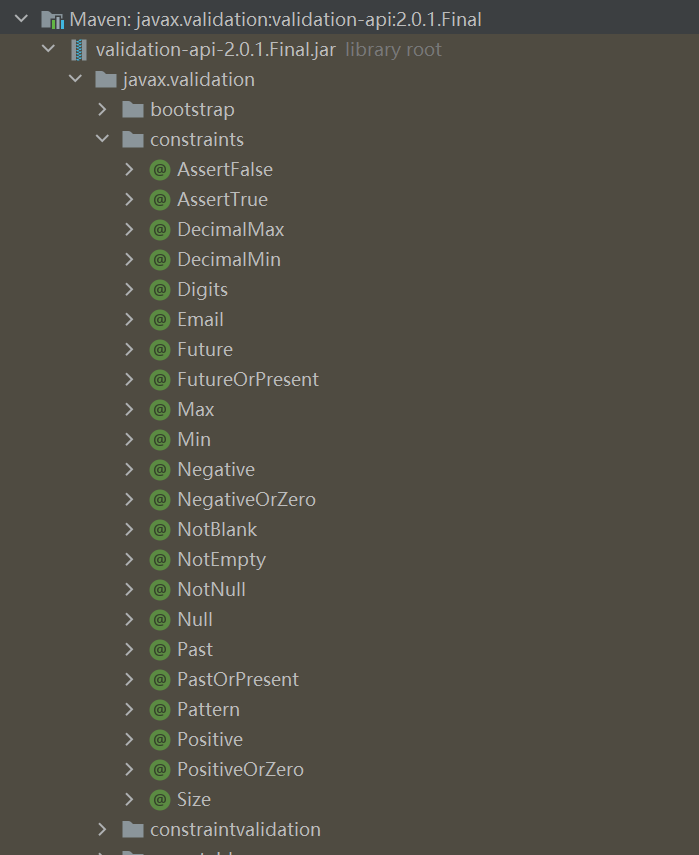 Maven: javax.validation:validation-api:2.0.1.Final
validation-api-2.0.1.Final.jar library root
javax.validation
bootstrap
constraints
@ AssertFalse
@ AssertTrue
@ DecimalMax
@ DecimalMin
@ Digits
@ Email
@ Future
@ FutureOrPresent
@ Max
@ Min
@ Negative
@ NegativeOrZero
@ NotBlank
@ NotEmpty
@ NotNull
@ Null
@ Past
@ PastOrPresent
@ Pattern
@ Positive
@ PositiveOrZero
@ Size
constraintvalidation